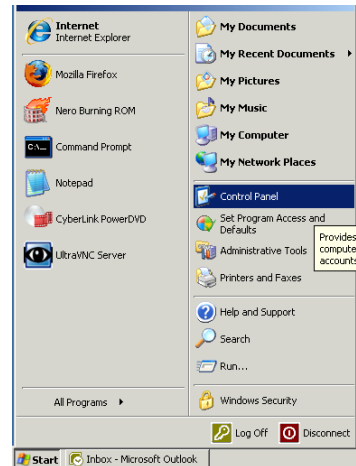 Internet
Internet Explorer
Mozilla Firefox
Nero Burning ROM
C:\_
Command Prompt
Notepad
CyberLink PowerDVD
UltraVNC Server
All Programs
My Documents
My Recent Documents
My Pictures
My Music
My Computer
My Network Places
Control Panel
Set Program Access and
Defaults
Administrative Tools
Printers and Faxes
Provides
compute
accounts
Help and Support
Search
Run...
Windows Security
Log Off
Disconnect
Start
Inbox - Microsoft Outlook